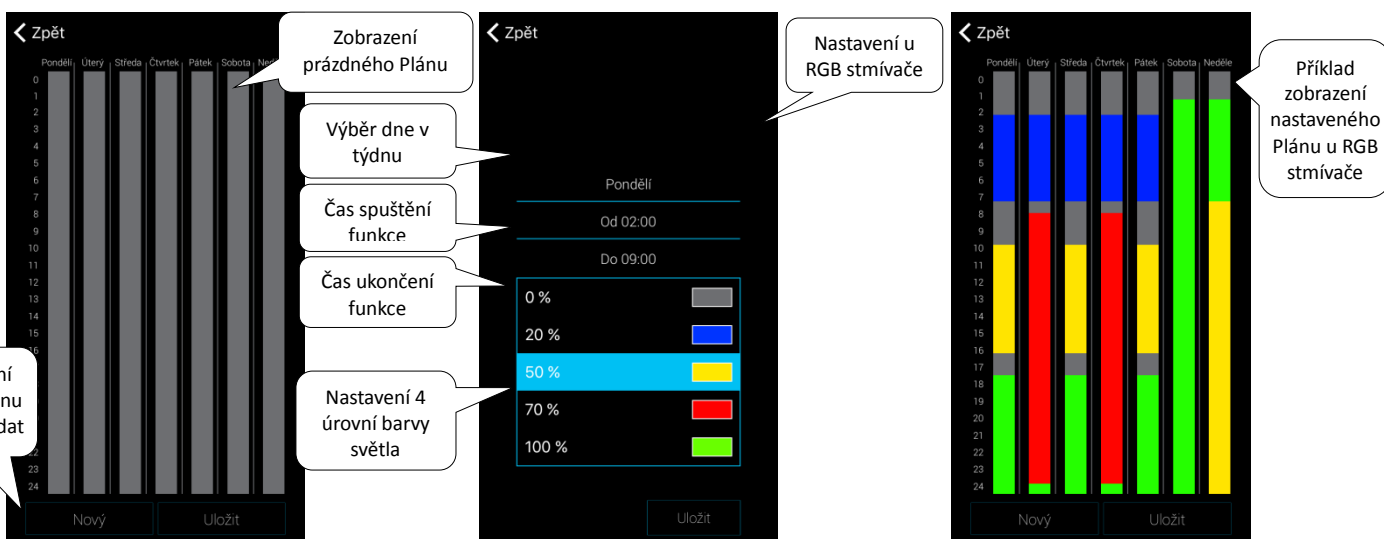 Zpět
Pondělí Úterý Středa Čtvrtek Pátek Sobota
0
1
2
3
4
5
6
7
8
9
10
11
12
13
14
15
16
22
23
24
Nový Uložit
Zobrazení
prázdného Plánu
Výběr dne v
týdnu
Čas spuštění
funkce
Čas ukončení
funkce
Nastavení 4
úrovní barvy
světla
Zpět
Pondělí
Od 02:00
Do 09:00
0 %
20 %
50 %
70 %
100 %
Uložit
Nastavení u
RGB stmívače
Zpět
Pondělí Úterý Středa Čtvrtek Pátek Sobota Neděle
0
1
2
3
4
5
6
7
8
9
10
11
12
13
14
15
16
17
18
19
20
21
22
23
24
Nový Uložit
Příklad
zobrazení
nastaveného
Plánu u RGB
stmívače